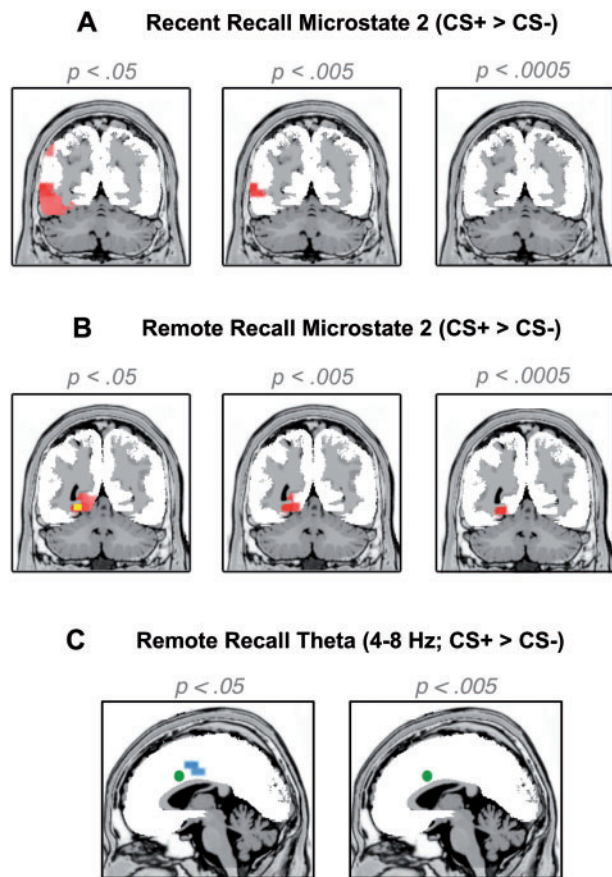 A Recent Recall Microstate 2 (CS+ > CS-)
p < .05 p < .005 p < .0005
B Remote Recall Microstate 2 (CS+ > CS-)
p < .05 p < .005 p < .0005
C Remote Recall Theta (4-8 Hz; CS+ > CS-)
p < .05 p < .005